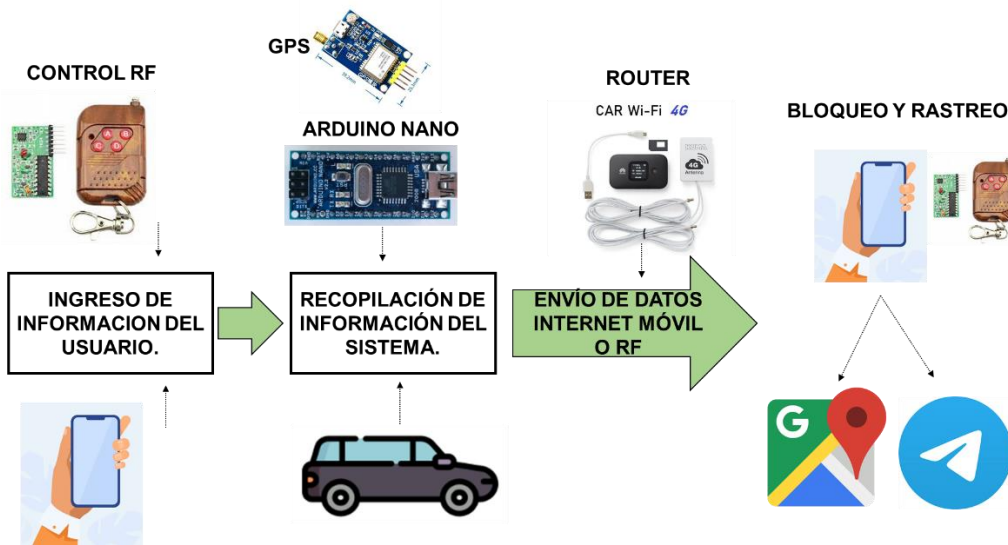 GPS
CONTROL RF
ARDUINO NANO
ROUTER
CAR Wi-Fi 4G
BLOQUEO Y RASTREO
A B
C D
4G
INGRESO DE
INFORMACION DEL
USUARIO.
RECOPILACIÓN DE
INFORMACIÓN DEL
SISTEMA.
ENVÍO DE DATOS
INTERNET MÓVIL
O RF
G